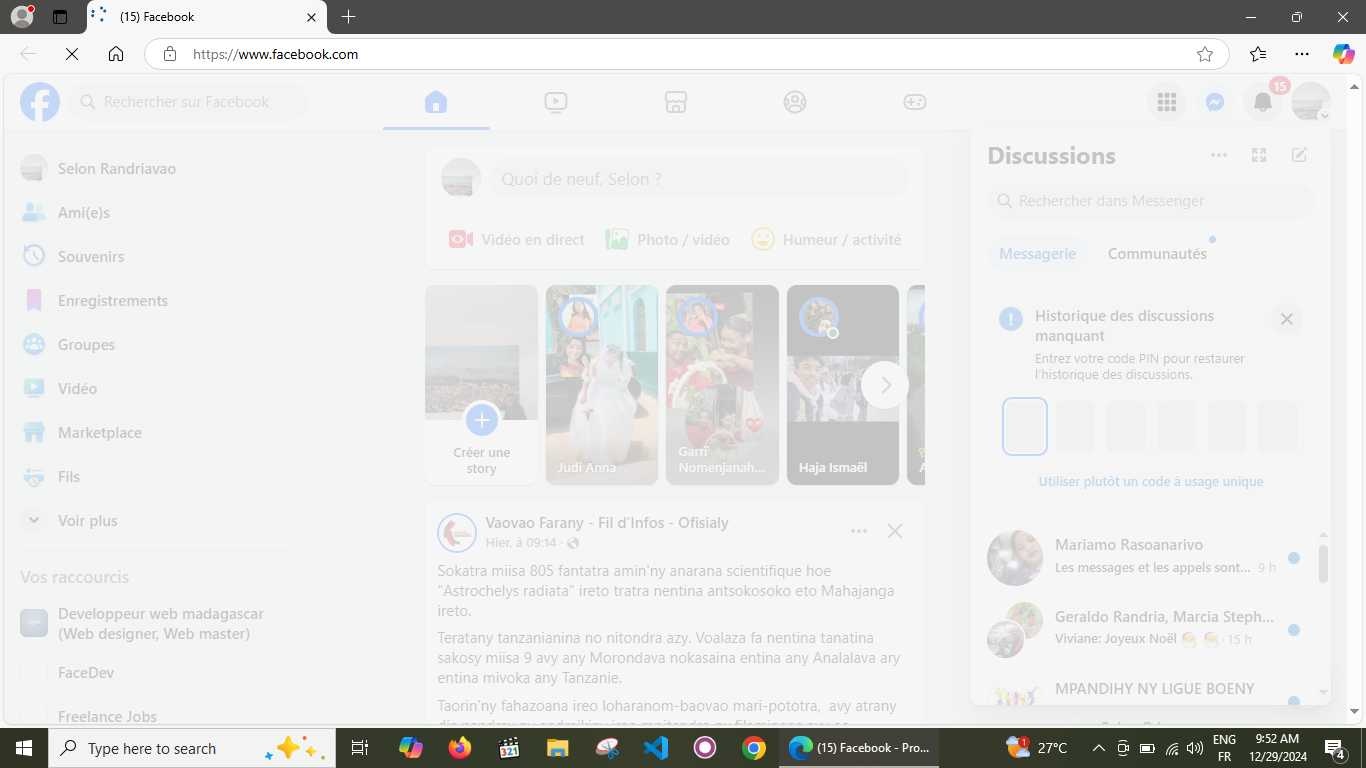 (15) Facebook
https://www.facebook.com
Rechercher sur Facebook
15
Selon Randriavao
Ami(e)s
Souvenirs
Enregistrements
Groupes
Vidéo
Marketplace
Fils
Voir plus
Vos raccourcis
Developpeur web madagascar
(Web designer, Web master)
FaceDev
Freelance Jobs
Quoi de neuf, Selon ?
Vidéo en direct
Photo / vidéo
Humeur / activité
Créer une
story
Judi Anna
Garri
Nomenjanah...
Haja Ismaël
Vaovao Farany - Fil d'Infos - Ofisialy
Hier, à 09:14 ·
Sokatra miisa 805 fantatra amin'ny anarana scientifique hoe
"Astrochelys radiata" ireto tratra nentina antsokosoko eto Mahajanga
ireto.
Teratany tanzanianina no nitondra azy. Voalaza fa nentina tanatina
sakosy miisa 9 avy any Morondava nokasaina entina any Analalava ary
entina mivoka any Tanzanie.
Taorin'ny fahazoana ireo loharanom-baovao mari-pototra, avy atrany
Discussions
Rechercher dans Messenger
Messagerie
Communautés
Historique des discussions
manquant
Entrez votre code PIN pour restaurer
l'historique des discussions.
Utiliser plutôt un code à usage unique
Mariamo Rasoanarivo
Les messages et les appels sont... 9 h
Geraldo Randria, Marcia Steph...
Viviane: Joyeux Noël · 15 h
MPANDIHY NY LIGUE BOENY
Type here to search
321
(15) Facebook - Pro...
1
27°C
ENG
FR
9:52 AM
12/29/2024
4